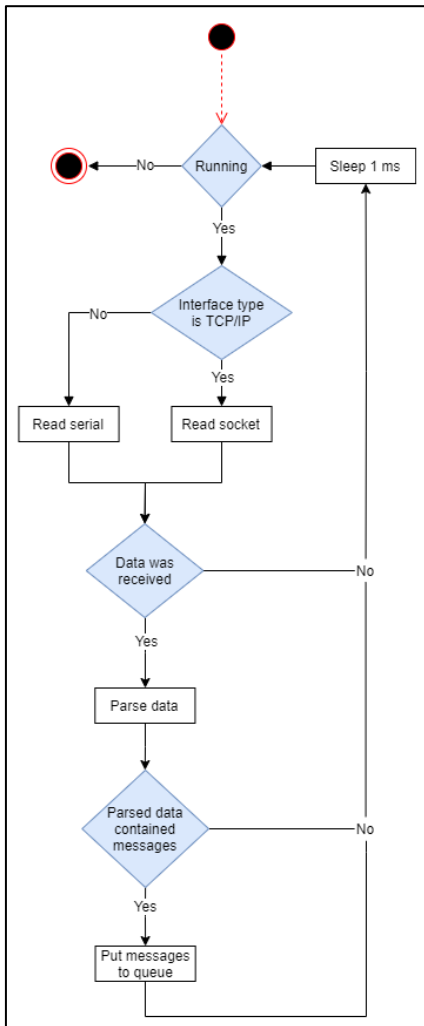 Running
Sleep 1 ms
No
Yes
Interface type
is TCP/IP
No
Yes
Read serial
Read socket
Data was
received
No
Yes
Parse data
Parsed data
contained
messages
No
Yes
Put messages
to queue